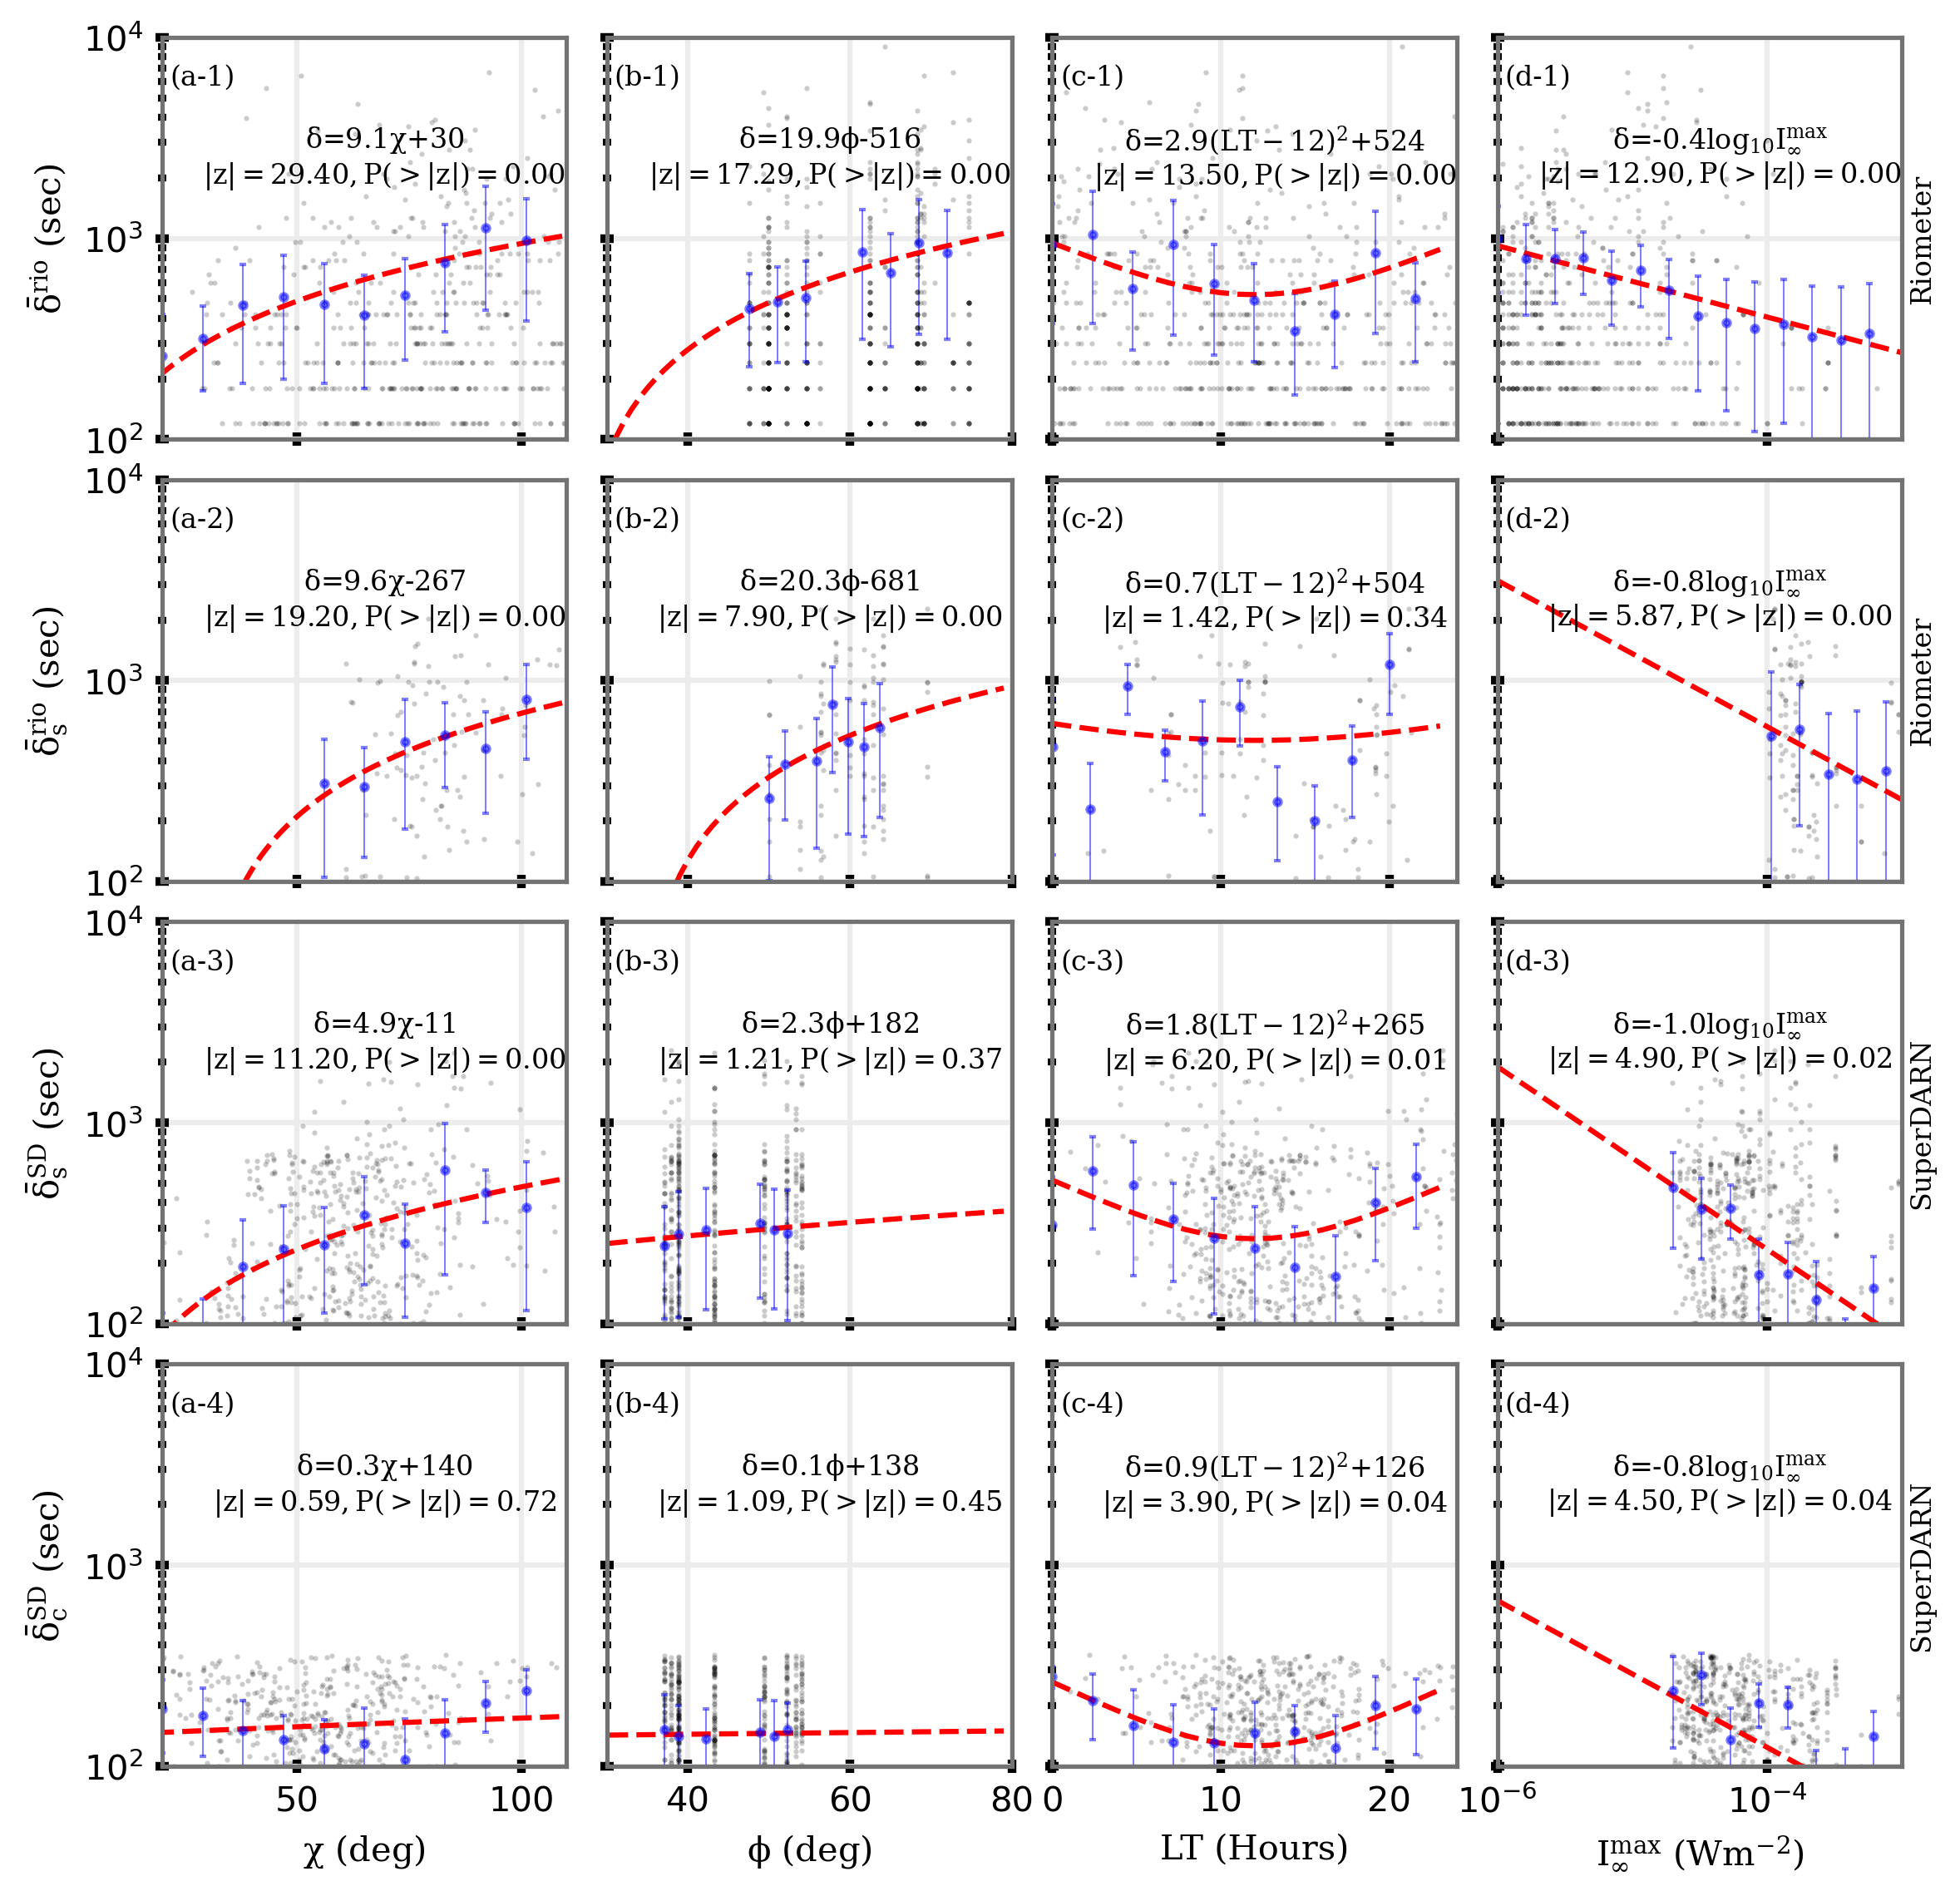 10⁴
10³
10²
δ̄ʳⁱᵒ (sec)
(a-1)
δ=9.1χ+30
|z| = 29.40, P( > |z|) = 0.00
(b-1)
δ=19.9ϕ-516
|z| = 17.29, P( > |z|) = 0.00
(c-1)
δ=2.9(LT − 12)²+524
|z| = 13.50, P( > |z|) = 0.00
(d-1)
δ=-0.4log₁₀I∞ᵐᵃˣ
|z| = 12.90, P( > |z|) = 0.00
Riometer
10⁴
10³
10²
δ̄ₛʳⁱᵒ (sec)
(a-2)
δ=9.6χ-267
|z| = 19.20, P( > |z|) = 0.00
(b-2)
δ=20.3ϕ-681
|z| = 7.90, P( > |z|) = 0.00
(c-2)
δ=0.7(LT − 12)²+504
|z| = 1.42, P( > |z|) = 0.34
(d-2)
δ=-0.8log₁₀I∞ᵐᵃˣ
|z| = 5.87, P( > |z|) = 0.00
Riometer
10⁴
10³
10²
δ̄ₛSD (sec)
(a-3)
δ=4.9χ-11
|z| = 11.20, P( > |z|) = 0.00
(b-3)
δ=2.3ϕ+182
|z| = 1.21, P( > |z|) = 0.37
(c-3)
δ=1.8(LT − 12)²+265
|z| = 6.20, P( > |z|) = 0.01
(d-3)
δ=-1.0log₁₀I∞ᵐᵃˣ
|z| = 4.90, P( > |z|) = 0.02
SuperDARN
10⁴
10³
10²
δ̄cSD (sec)
(a-4)
δ=0.3χ+140
|z| = 0.59, P( > |z|) = 0.72
(b-4)
δ=0.1ϕ+138
|z| = 1.09, P( > |z|) = 0.45
(c-4)
δ=0.9(LT − 12)²+126
|z| = 3.90, P( > |z|) = 0.04
(d-4)
δ=-0.8log₁₀I∞ᵐᵃˣ
|z| = 4.50, P( > |z|) = 0.04
SuperDARN
50 100
40 60 80
0 10 20
10⁻⁶ 10⁻⁴
χ (deg)
ϕ (deg)
LT (Hours)
I∞ᵐᵃˣ (Wm⁻²)